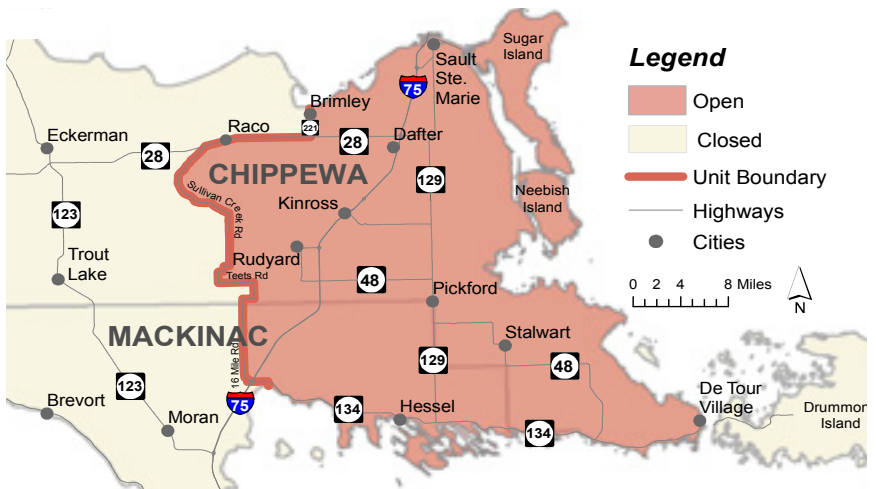 Sugar
Island
Sault
Ste.
Marie
75
Brimley
221
Raco
28
Dafter
Eckerman
28
CHIPPEWA
129
Sullivan Creek Rd
Neebish
Island
123
Kinross
Trout
Lake
Rudyard
Teets Rd
48
Pickford
MACKINAC
Stalwart
16 Mile Rd
129
48
123
75
134
Hessel
De Tour
Village
Brevort
Moran
134
Drummon
Island
Legend
Open
Closed
Unit Boundary
Highways
Cities
0 2 4 8 Miles
N